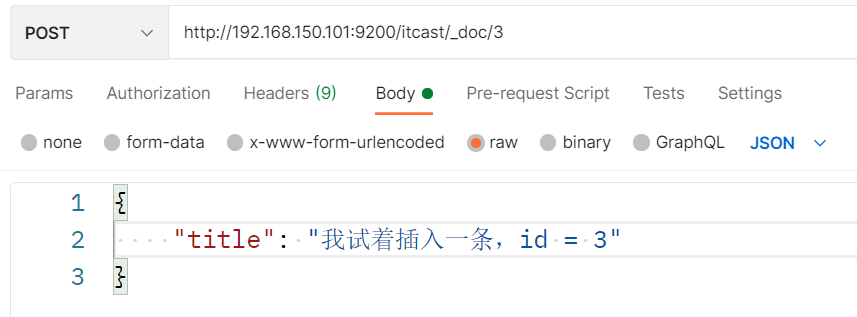 POST http://192.168.150.101:9200/itcast/_doc/3
Params Authorization Headers (9) Body Pre-request Script Tests Settings
none form-data x-www-form-urlencoded raw binary GraphQL JSON
1 {
2 "title": "我试着插入一条，id = 3"
3 }